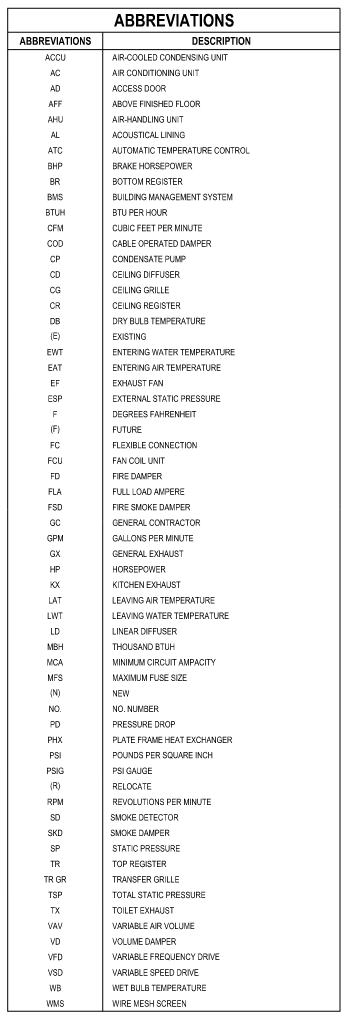 ABBREVIATIONS
ABBREVIATIONS DESCRIPTION
ACCU AIR-COOLED CONDENSING UNIT
AC AIR CONDITIONING UNIT
AD ACCESS DOOR
AFF ABOVE FINISHED FLOOR
AHU AIR-HANDLING UNIT
AL ACOUSTICAL LINING
ATC AUTOMATIC TEMPERATURE CONTROL
BHP BRAKE HORSEPOWER
BR BOTTOM REGISTER
BMS BUILDING MANAGEMENT SYSTEM
BTUH BTU PER HOUR
CFM CUBIC FEET PER MINUTE
COD CABLE OPERATED DAMPER
CP CONDENSATE PUMP
CD CEILING DIFFUSER
CG CEILING GRILLE
CR CEILING REGISTER
DB DRY BULB TEMPERATURE
(E) EXISTING
EWT ENTERING WATER TEMPERATURE
EAT ENTERING AIR TEMPERATURE
EF EXHAUST FAN
ESP EXTERNAL STATIC PRESSURE
F DEGREES FAHRENHEIT
(F) FUTURE
FC FLEXIBLE CONNECTION
FCU FAN COIL UNIT
FD FIRE DAMPER
FLA FULL LOAD AMPERE
FSD FIRE SMOKE DAMPER
GC GENERAL CONTRACTOR
GPM GALLONS PER MINUTE
GX GENERAL EXHAUST
HP HORSEPOWER
KX KITCHEN EXHAUST
LAT LEAVING AIR TEMPERATURE
LWT LEAVING WATER TEMPERATURE
LD LINEAR DIFFUSER
MBH THOUSAND BTUH
MCA MINIMUM CIRCUIT AMPACITY
MFS MAXIMUM FUSE SIZE
(N) NEW
NO. NO. NUMBER
PD PRESSURE DROP
PHX PLATE FRAME HEAT EXCHANGER
PSI POUNDS PER SQUARE INCH
PSIG PSI GAUGE
(R) RELOCATE
RPM REVOLUTIONS PER MINUTE
SD SMOKE DETECTOR
SKD SMOKE DAMPER
SP STATIC PRESSURE
TR TOP REGISTER
TR GR TRANSFER GRILLE
TSP TOTAL STATIC PRESSURE
TX TOILET EXHAUST
VAV VARIABLE AIR VOLUME
VD VOLUME DAMPER
VFD VARIABLE FREQUENCY DRIVE
VSD VARIABLE SPEED DRIVE
WB WET BULB TEMPERATURE
WMS WIRE MESH SCREEN